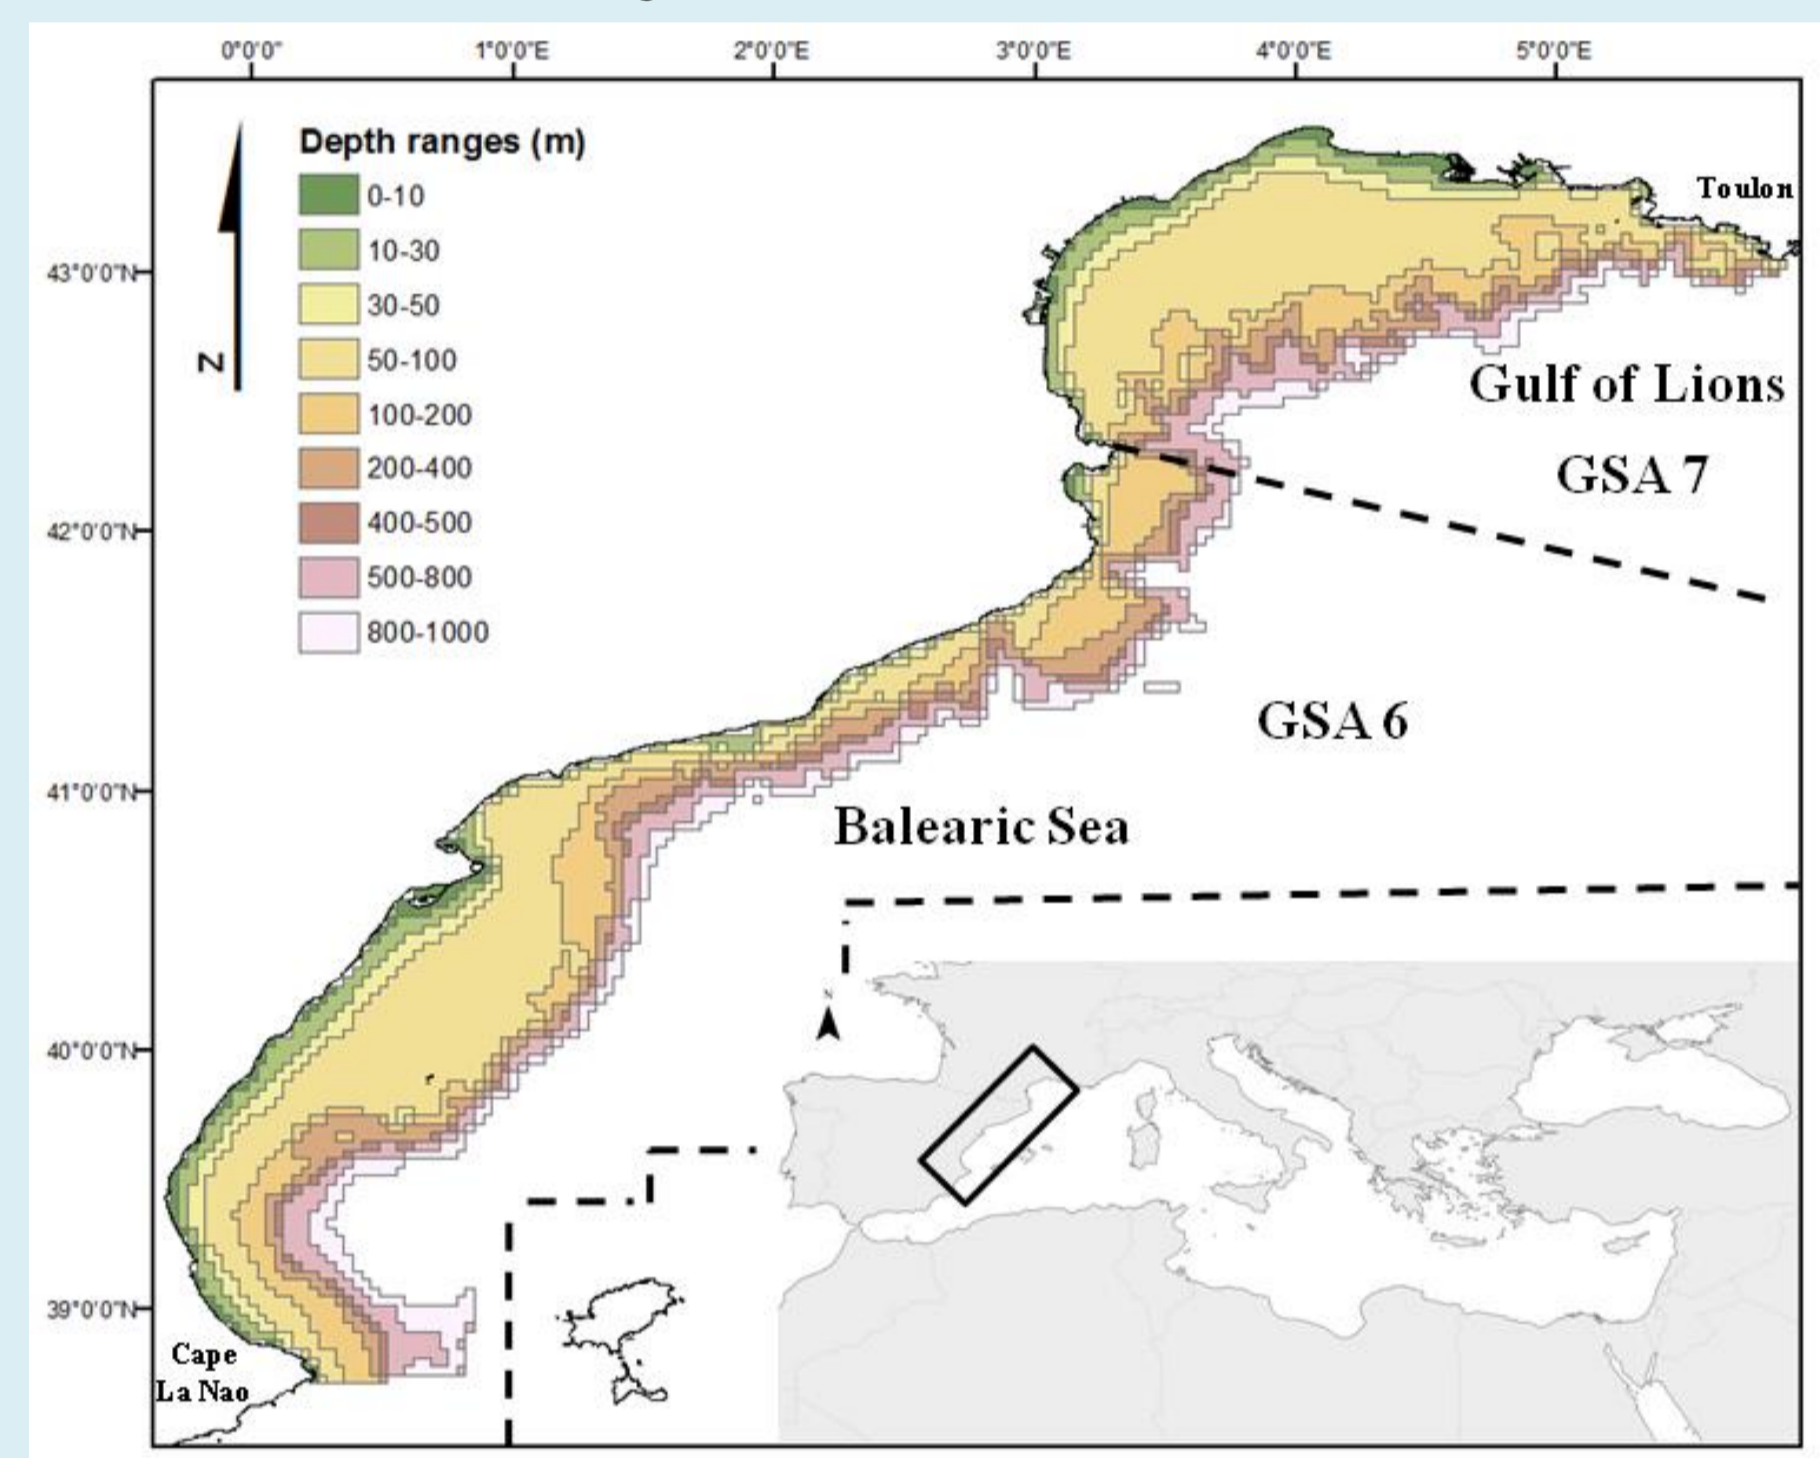 0°0'0"
1°0'0"E
2°0'0"E
3°0'0"E
4°0'0"E
5°0'0"E
Depth ranges (m)
0-10
10-30
30-50
50-100
100-200
200-400
400-500
500-800
800-1000
N
43°0'0"N
42°0'0"N
41°0'0"N
40°0'0"N
39°0'0"N
Toulon
Gulf of Lions
GSA 7
GSA 6
Balearic Sea
N
Cape
La Nao